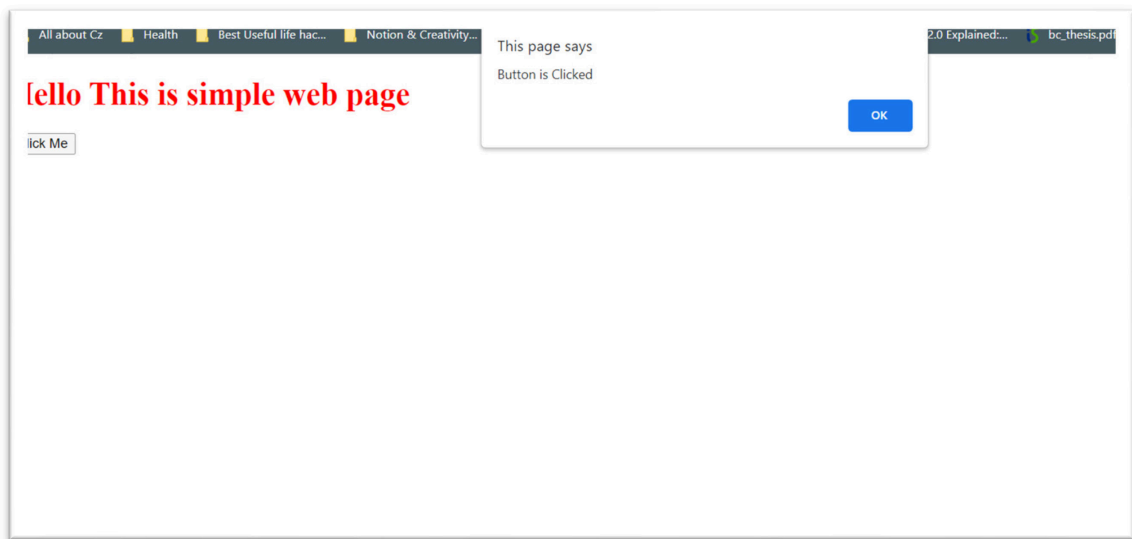 All about Cz Health Best Useful life hac... Notion & Creativity... 2.0 Explained:... bc_thesis.pdf
This page says
Button is Clicked
OK
ello This is simple web page
lick Me